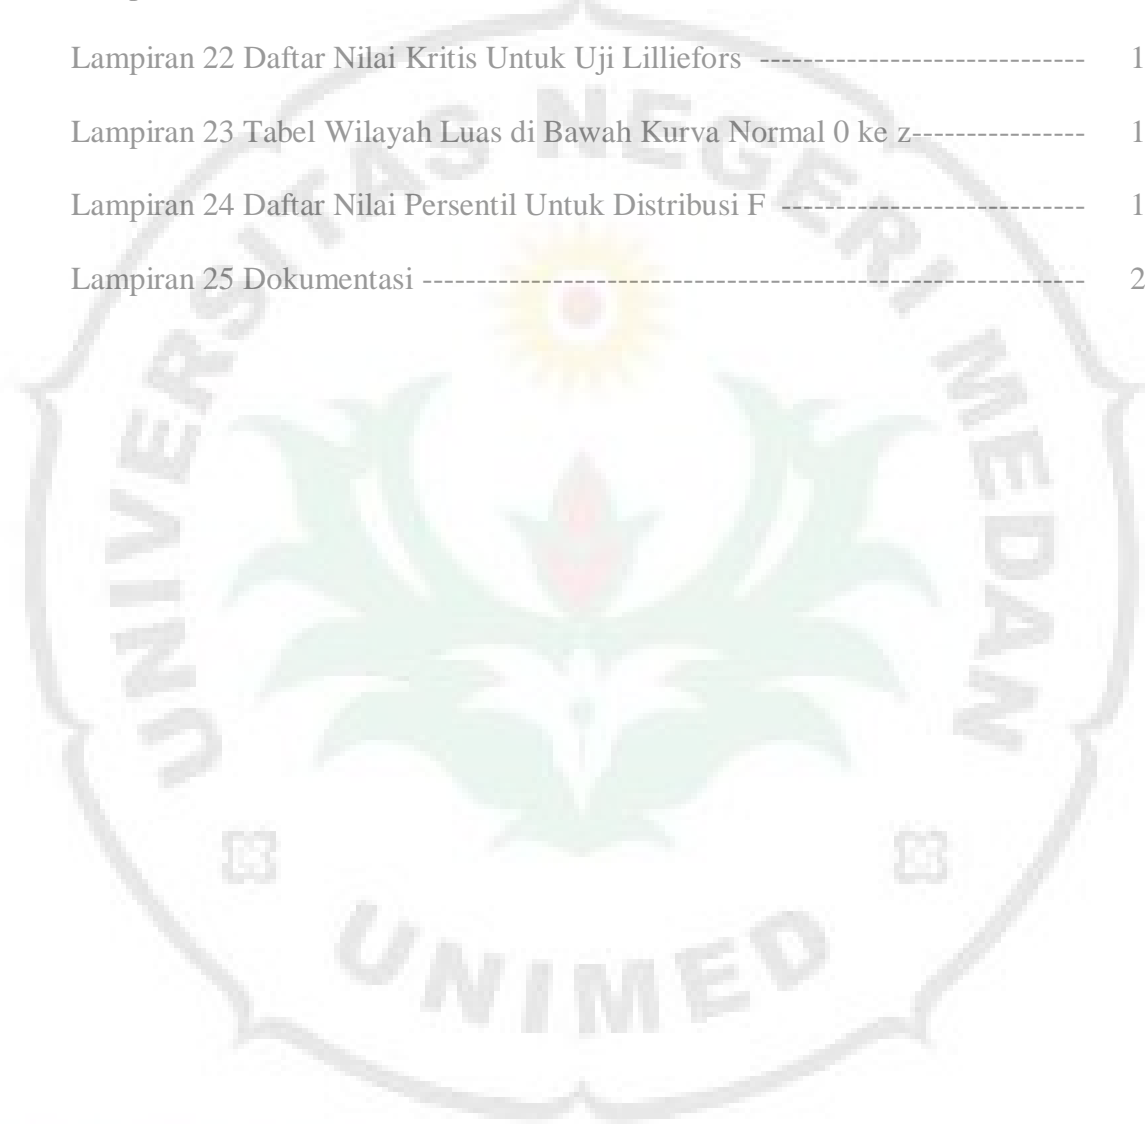 Lampiran 22 Daftar Nilai Kritis Untuk Uji Lilliefors ------------------------------ 1
Lampiran 23 Tabel Wilayah Luas di Bawah Kurva Normal 0 ke z---------------- 1
Lampiran 24 Daftar Nilai Persentil Untuk Distribusi F ---------------------------- 1
Lampiran 25 Dokumentasi ------------------------------------------------------------- 2
UNIVERSITAS NEGERI MEDAN
UNIMED